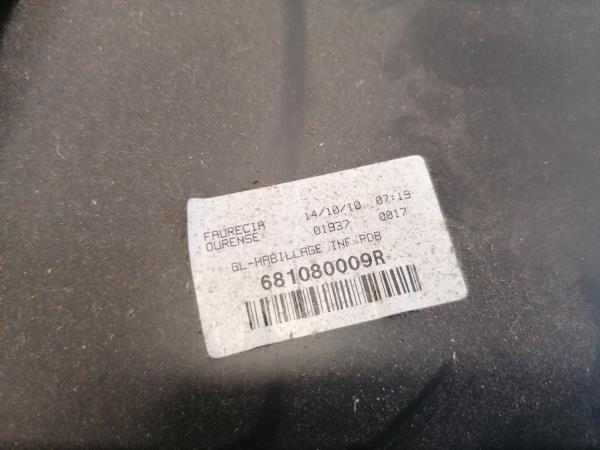 FAURECIA 14/10/10 07:19
OURENSE 01937 0017
GL-HABILLAGE INF PDB
681080009R